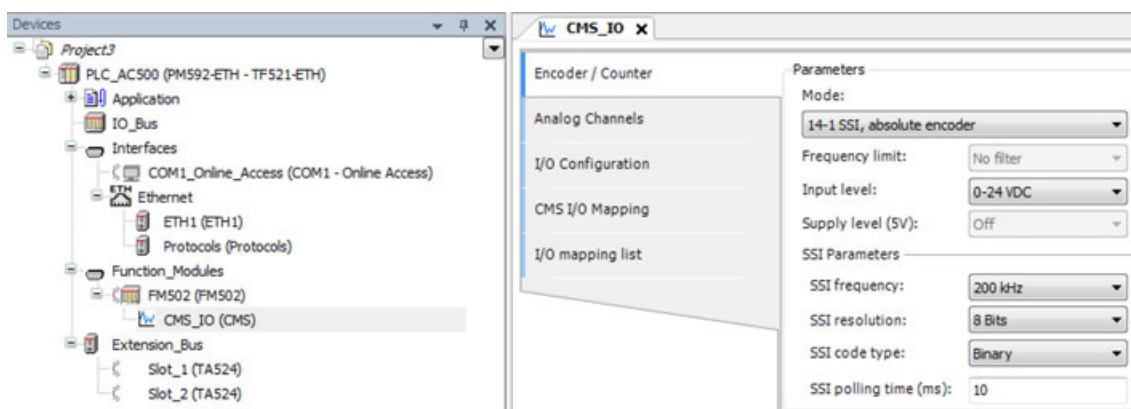 Devices
Project3
PLC_AC500 (PM592-ETH - TF521-ETH)
Application
IO_Bus
Interfaces
COM1_Online_Access (COM1 - Online Access)
ETH
Ethernet
ETH1 (ETH1)
Protocols (Protocols)
Function_Modules
FM502 (FM502)
CMS_IO (CMS)
Extension_Bus
Slot_1 (TA524)
Slot_2 (TA524)
CMS_IO X
Encoder / Counter
Analog Channels
I/O Configuration
CMS I/O Mapping
I/O mapping list
Parameters
Mode:
14-1 SSI, absolute encoder
Frequency limit: No filter
Input level: 0-24 VDC
Supply level (5V): Off
SSI Parameters
SSI frequency: 200 kHz
SSI resolution: 8 Bits
SSI code type: Binary
SSI polling time (ms): 10